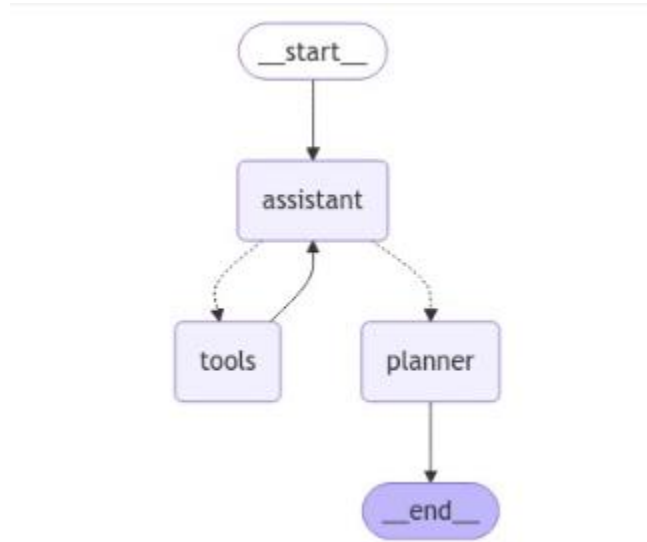 __start__
assistant
tools
planner
__end__